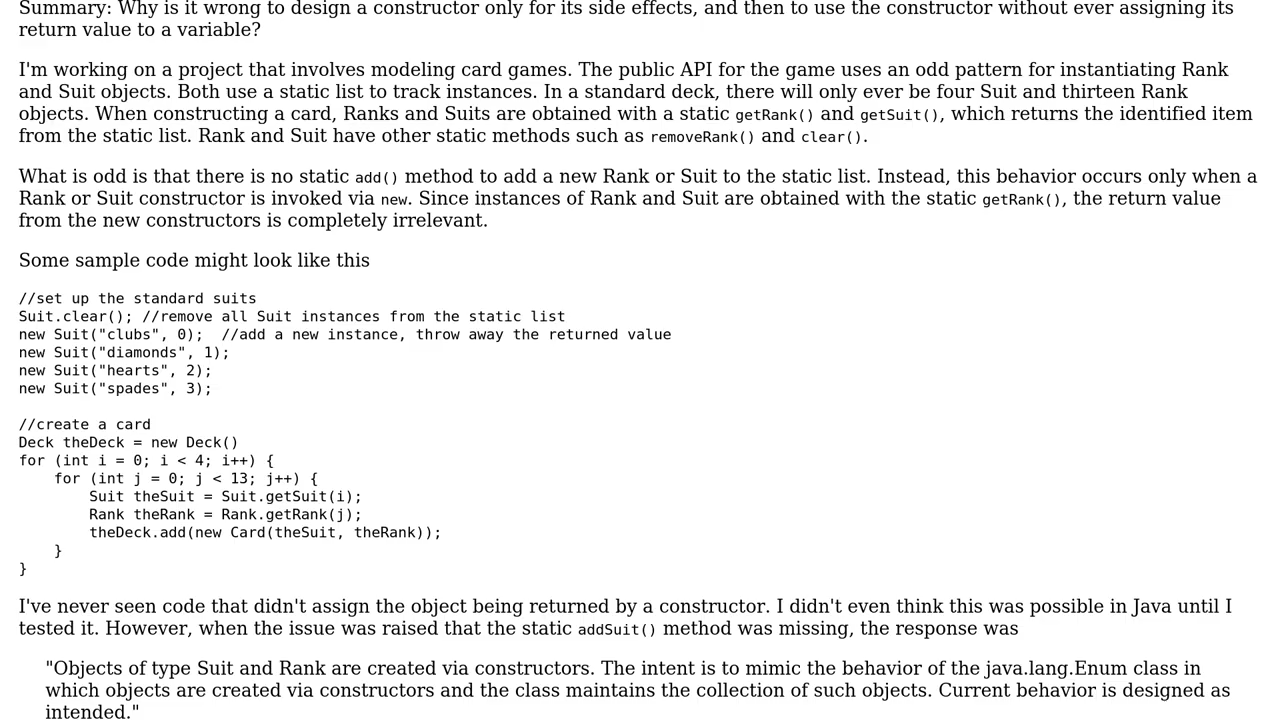 Summary: Why is it wrong to design a constructor only for its side effects, and then to use the constructor without ever assigning its
return value to a variable?
I'm working on a project that involves modeling card games. The public API for the game uses an odd pattern for instantiating Rank
and Suit objects. Both use a static list to track instances. In a standard deck, there will only ever be four Suit and thirteen Rank
objects. When constructing a card, Ranks and Suits are obtained with a static getRank() and getSuit(), which returns the identified item
from the static list. Rank and Suit have other static methods such as removeRank() and clear().
What is odd is that there is no static add() method to add a new Rank or Suit to the static list. Instead, this behavior occurs only when a
Rank or Suit constructor is invoked via new. Since instances of Rank and Suit are obtained with the static getRank(), the return value
from the new constructors is completely irrelevant.
Some sample code might look like this
//set up the standard suits
Suit.clear(); //remove all Suit instances from the static list
new Suit("clubs", 0);  //add a new instance, throw away the returned value
new Suit("diamonds", 1);
new Suit("hearts", 2);
new Suit("spades", 3);
//create a card
Deck theDeck = new Deck()
for (int i = 0; i < 4; i++) {
    for (int j = 0; j < 13; j++) {
        Suit theSuit = Suit.getSuit(i);
        Rank theRank = Rank.getRank(j);
        theDeck.add(new Card(theSuit, theRank));
    }
}
I've never seen code that didn't assign the object being returned by a constructor. I didn't even think this was possible in Java until I
tested it. However, when the issue was raised that the static addSuit() method was missing, the response was
"Objects of type Suit and Rank are created via constructors. The intent is to mimic the behavior of the java.lang.Enum class in
which objects are created via constructors and the class maintains the collection of such objects. Current behavior is designed as
intended."